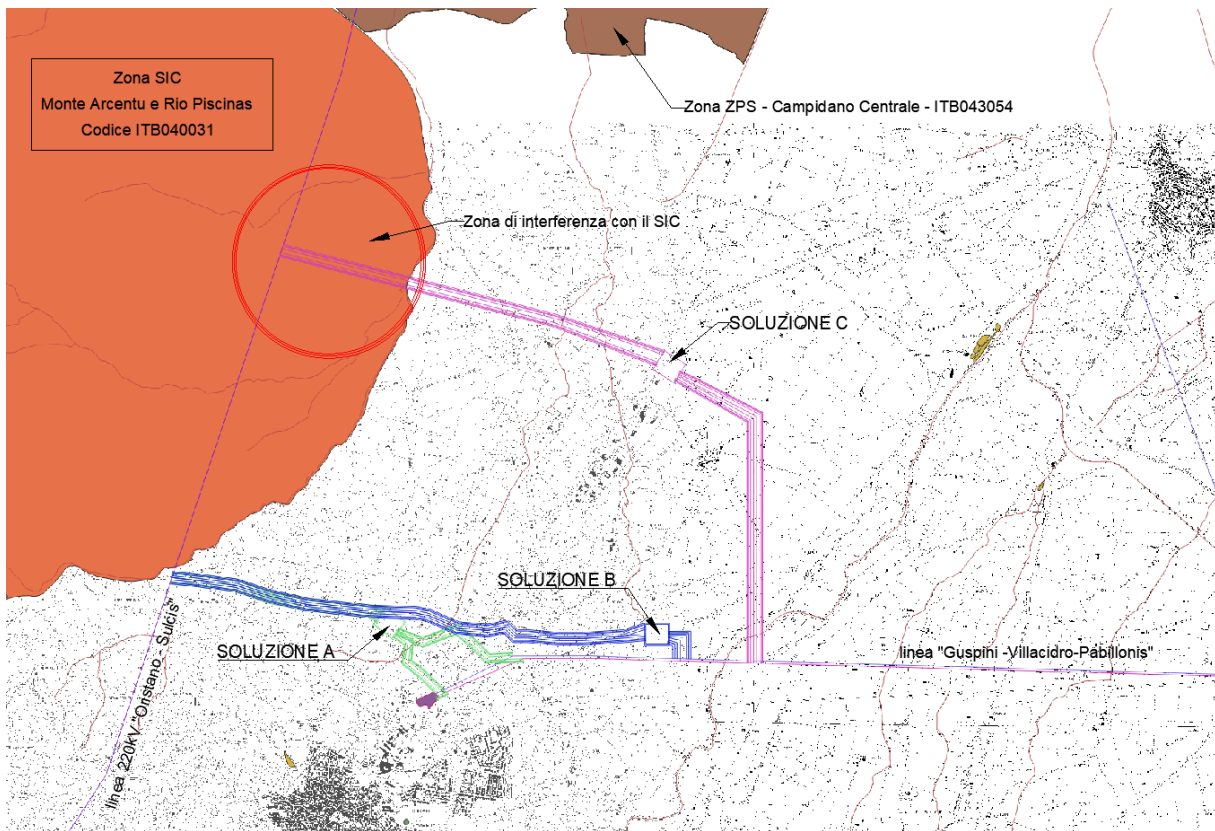 Zona SIC
Monte Arcentu e Rio Piscinas
Codice ITB040031
Zona ZPS - Campidano Centrale - ITB043054
Zona di interferenza con il SIC
SOLUZIONE C
SOLUZIONE B
SOLUZIONE A
linea "Guspini -Villacidro-Pabillonis"
linea 220kV "Oristano - Sulcis"